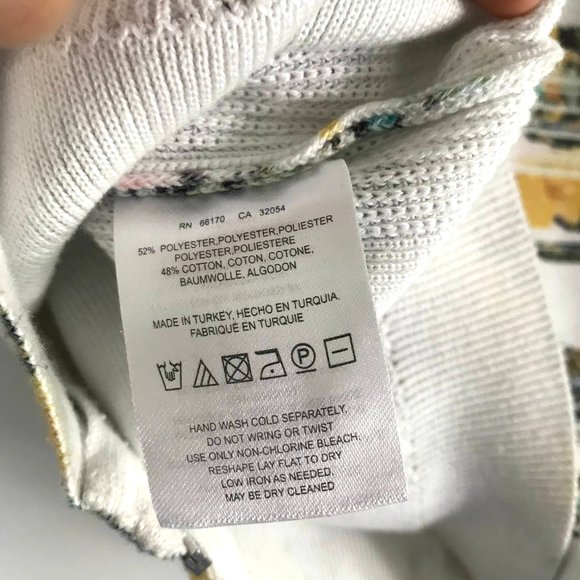 RN 66170 CA 32054
52% POLYESTER,POLYESTER,POLIESTER
POLYESTER,POLIESTERE
48% COTTON, COTON, COTONE,
BAUMWOLLE, ALGODON
MADE IN TURKEY, HECHO EN TURQUIA.
FABRIQUÉ EN TURQUIE
P
HAND WASH COLD SEPARATELY,
DO NOT WRING OR TWIST
USE ONLY NON-CHLORINE BLEACH,
RESHAPE LAY FLAT TO DRY
LOW IRON AS NEEDED,
MAY BE DRY CLEANED